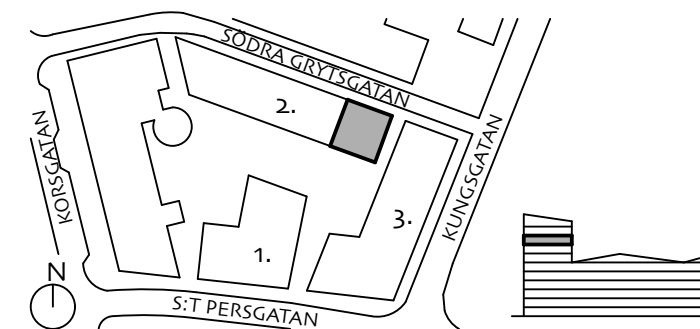 SÖDRA GRYTSGATAN
2.
KORSGATAN
KUNGSGATAN
3.
1.
N
S:T PERSGATAN